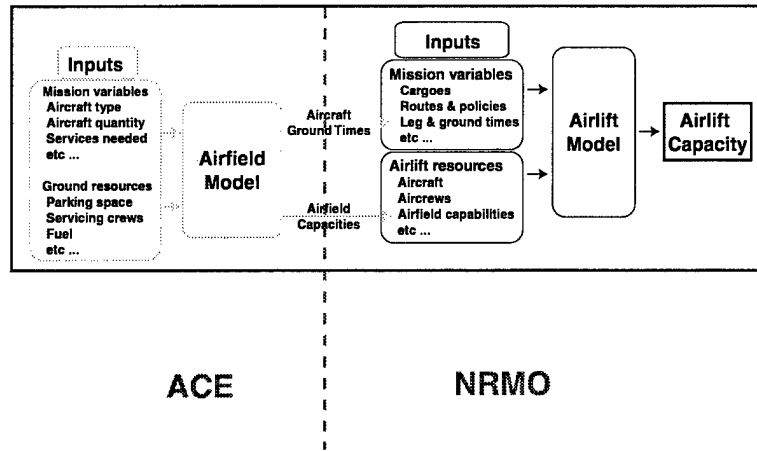 Inputs
Mission variables
Aircraft type
Aircraft quantity
Services needed
etc ...
Ground resources
Parking space
Servicing crews
Fuel
etc ...
Airfield
Model
Aircraft
Ground Times
Airfield
Capacities
Inputs
Mission variables
Cargoes
Routes & policies
Leg & ground times
etc ...
Airlift resources
Aircraft
Aircrews
Airfield capabilities
etc ...
Airlift
Model
Airlift
Capacity
ACE
NRMO